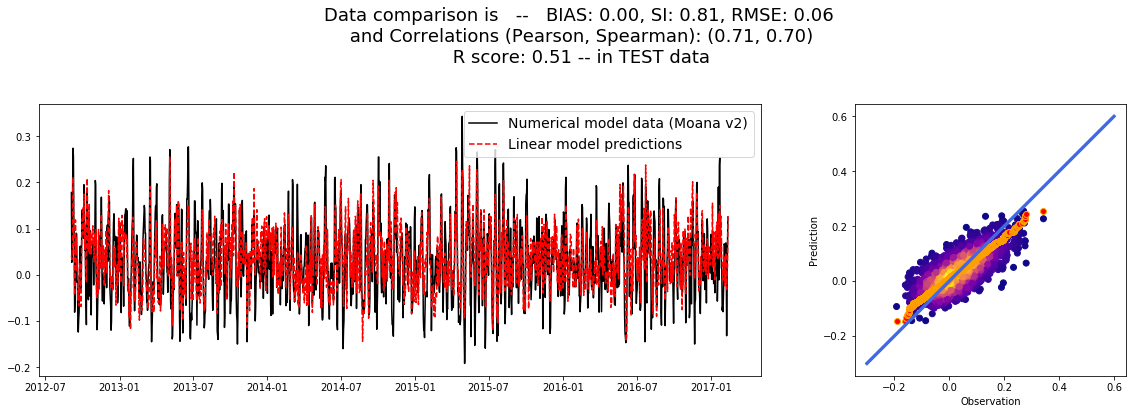 Data comparison is   --   BIAS: 0.00, SI: 0.81, RMSE: 0.06
and Correlations (Pearson, Spearman): (0.71, 0.70)
R score: 0.51 -- in TEST data
Numerical model data (Moana v2)
Linear model predictions
0.3
0.2
0.1
0.0
−0.1
−0.2
2012-07 2013-01 2013-07 2014-01 2014-07 2015-01 2015-07 2016-01 2016-07 2017-01
Prediction
0.6
0.4
0.2
0.0
−0.2
−0.2 0.0 0.2 0.4 0.6
Observation